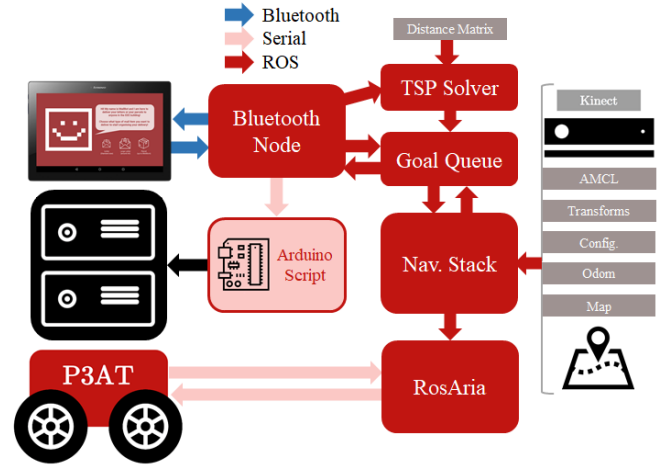 Bluetooth
Serial
ROS
Distance Matrix
TSP Solver
Bluetooth
Node
Goal Queue
Kinect
AMCL
Transforms
Config.
Odom
Map
Arduino
Script
Nav. Stack
P3AT
RosAria